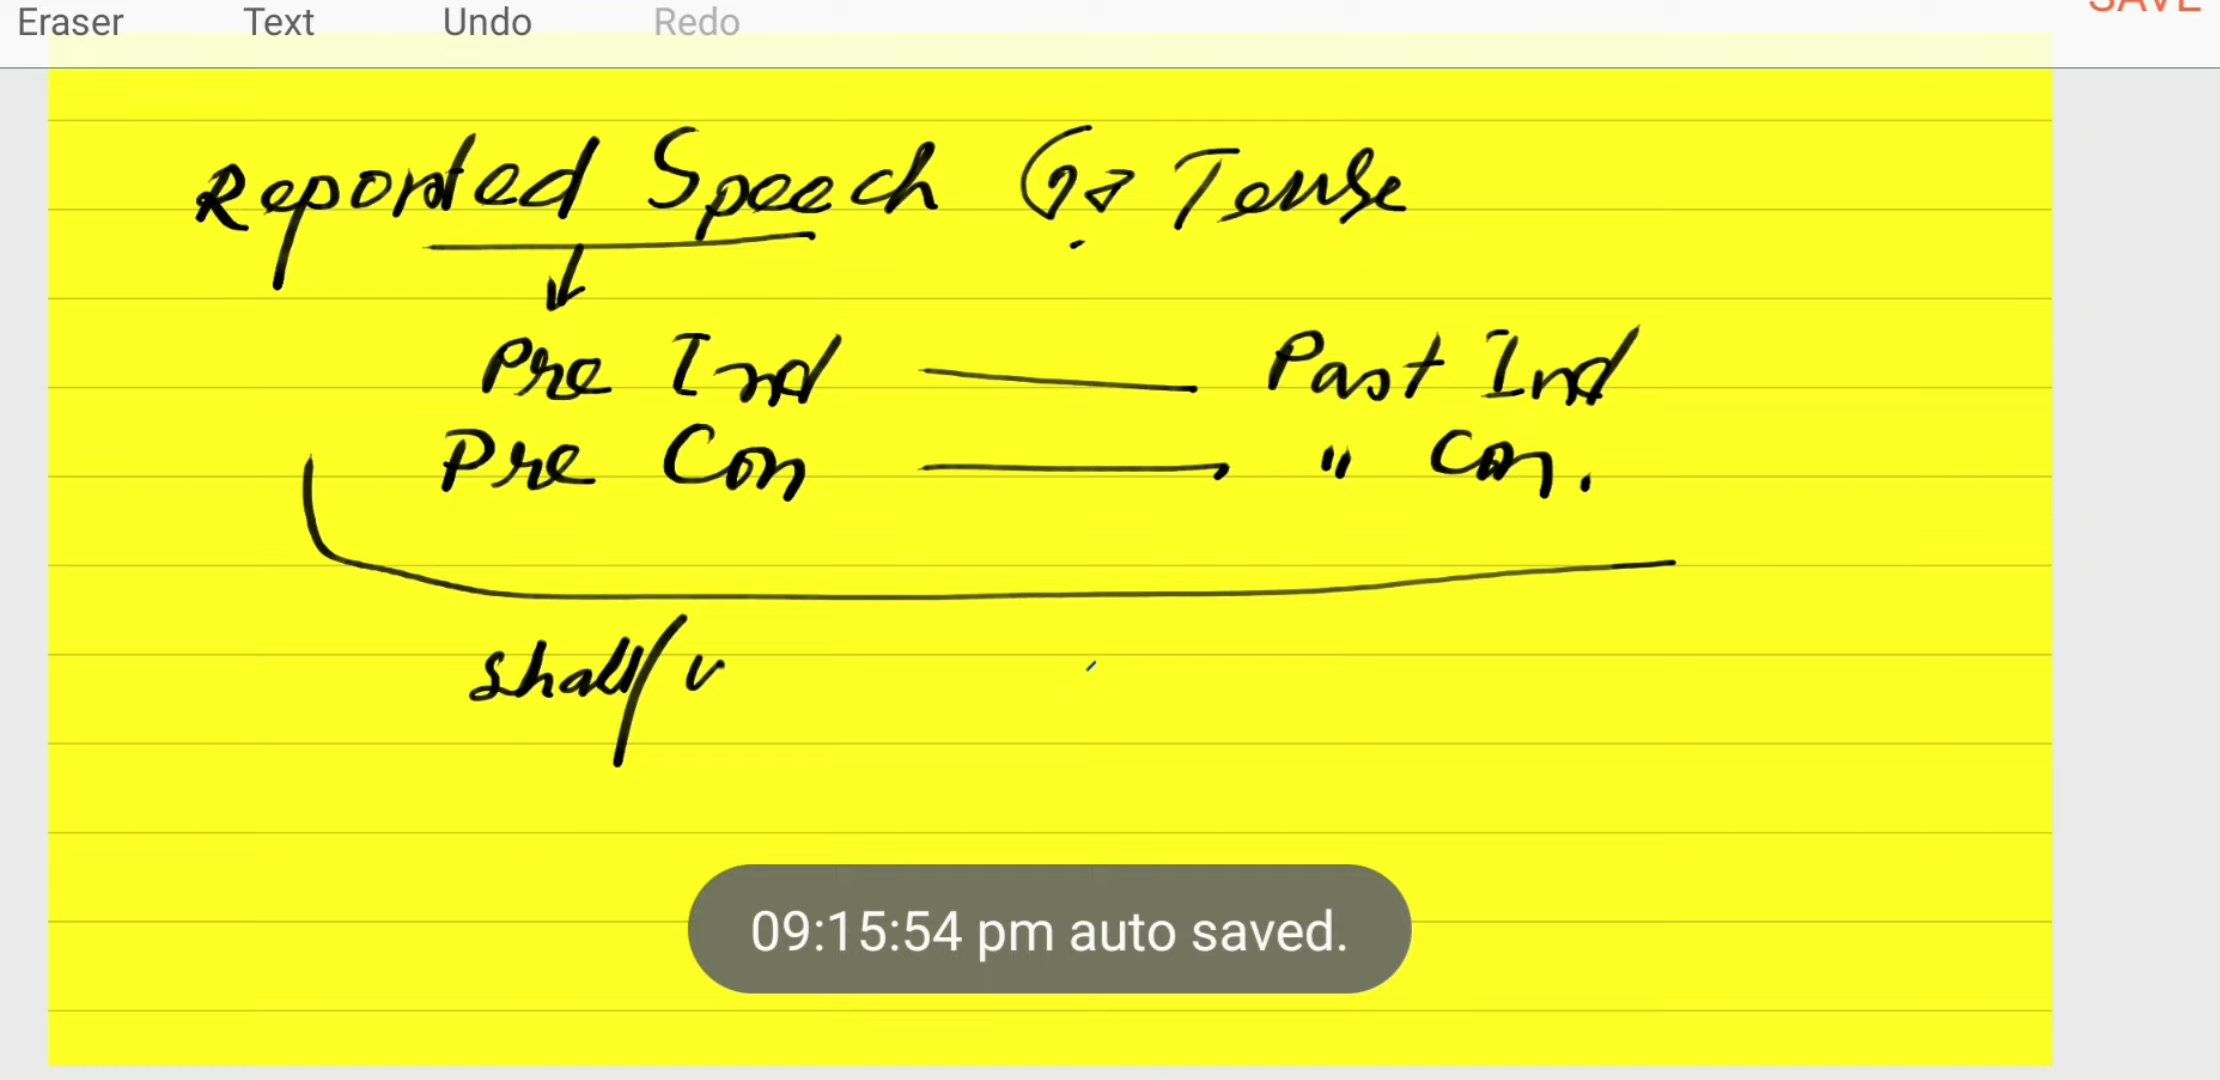 Eraser Text Undo Redo SAVE
Reported Speech Tense
Pre Ind — Past Ind
Pre Con — " Con.
shall/
09:15:54 pm auto saved.